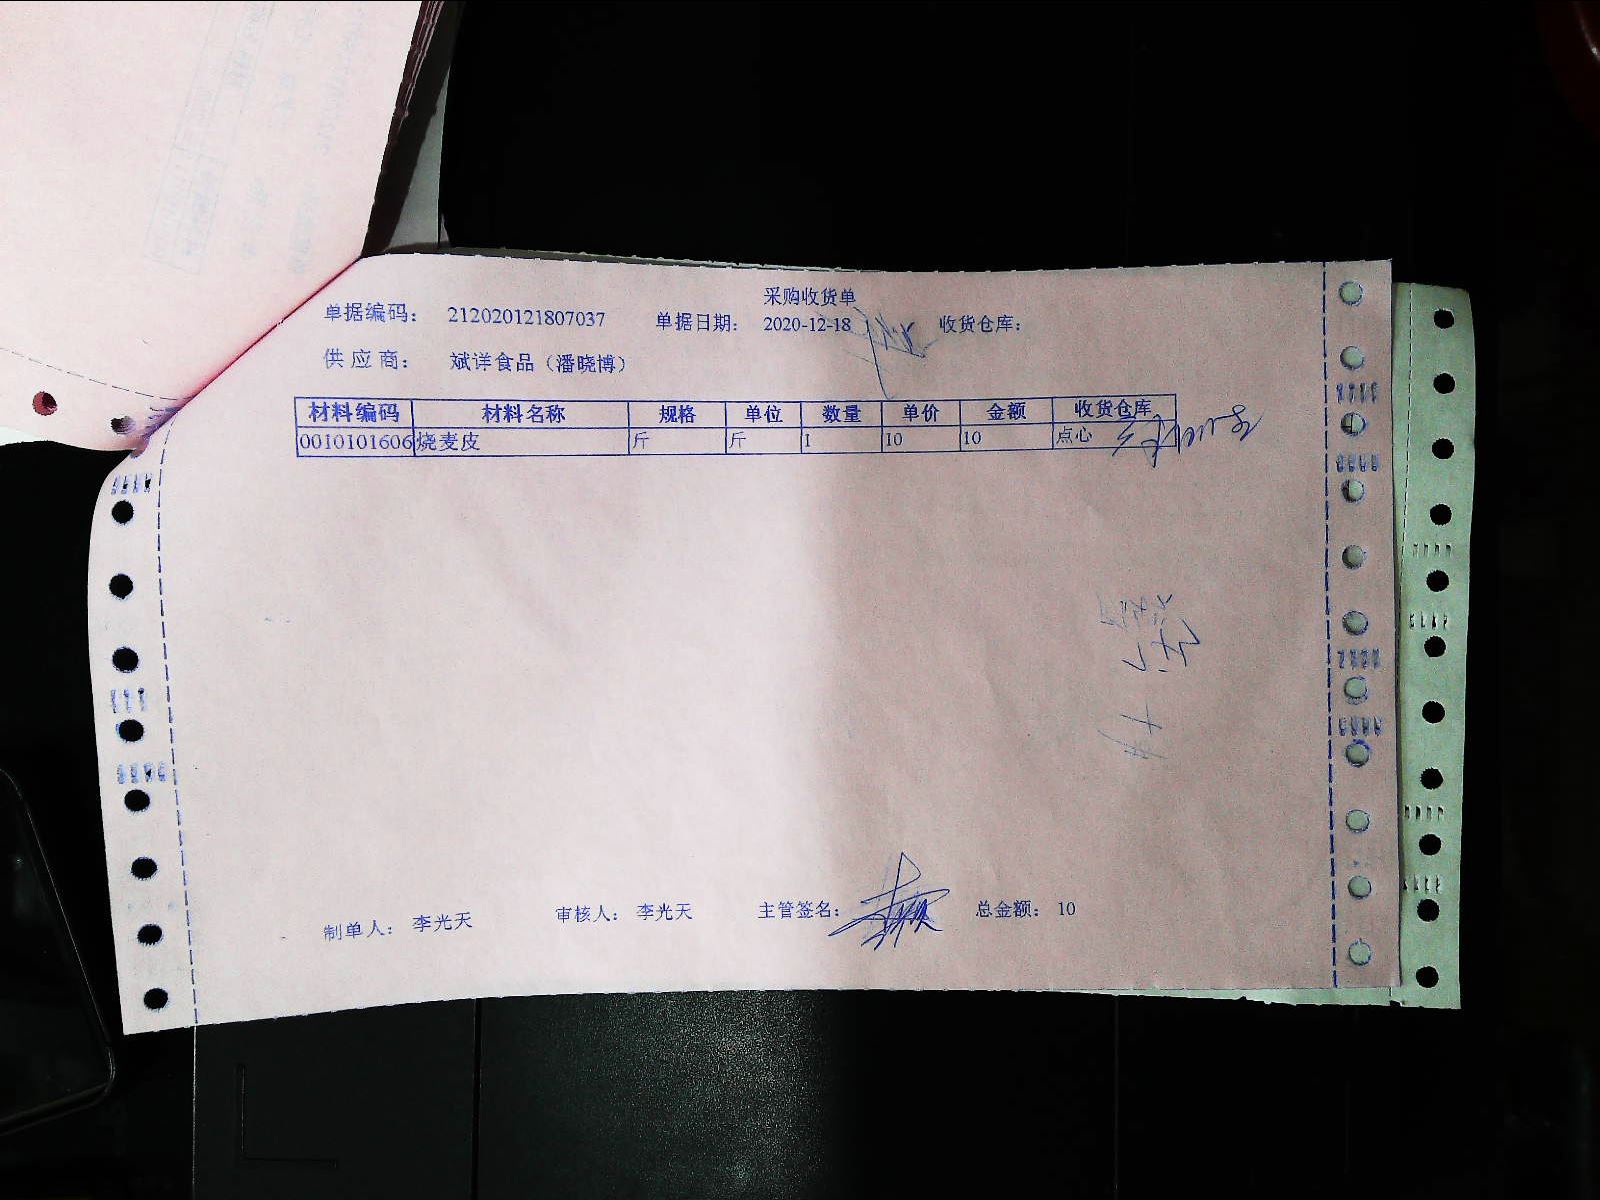 采购收货单
单据编码： 212020121807037 单据日期： 2020-12-18 收货仓库：
供应商： 斌详食品（潘晓博）
材料编码 材料名称 规格 单位 数量 单价 金额 收货仓库
0010101606 烧麦皮 斤 斤 1 10 10 点心
制单人： 李光天 审核人： 李光天 主管签名： 总金额： 10